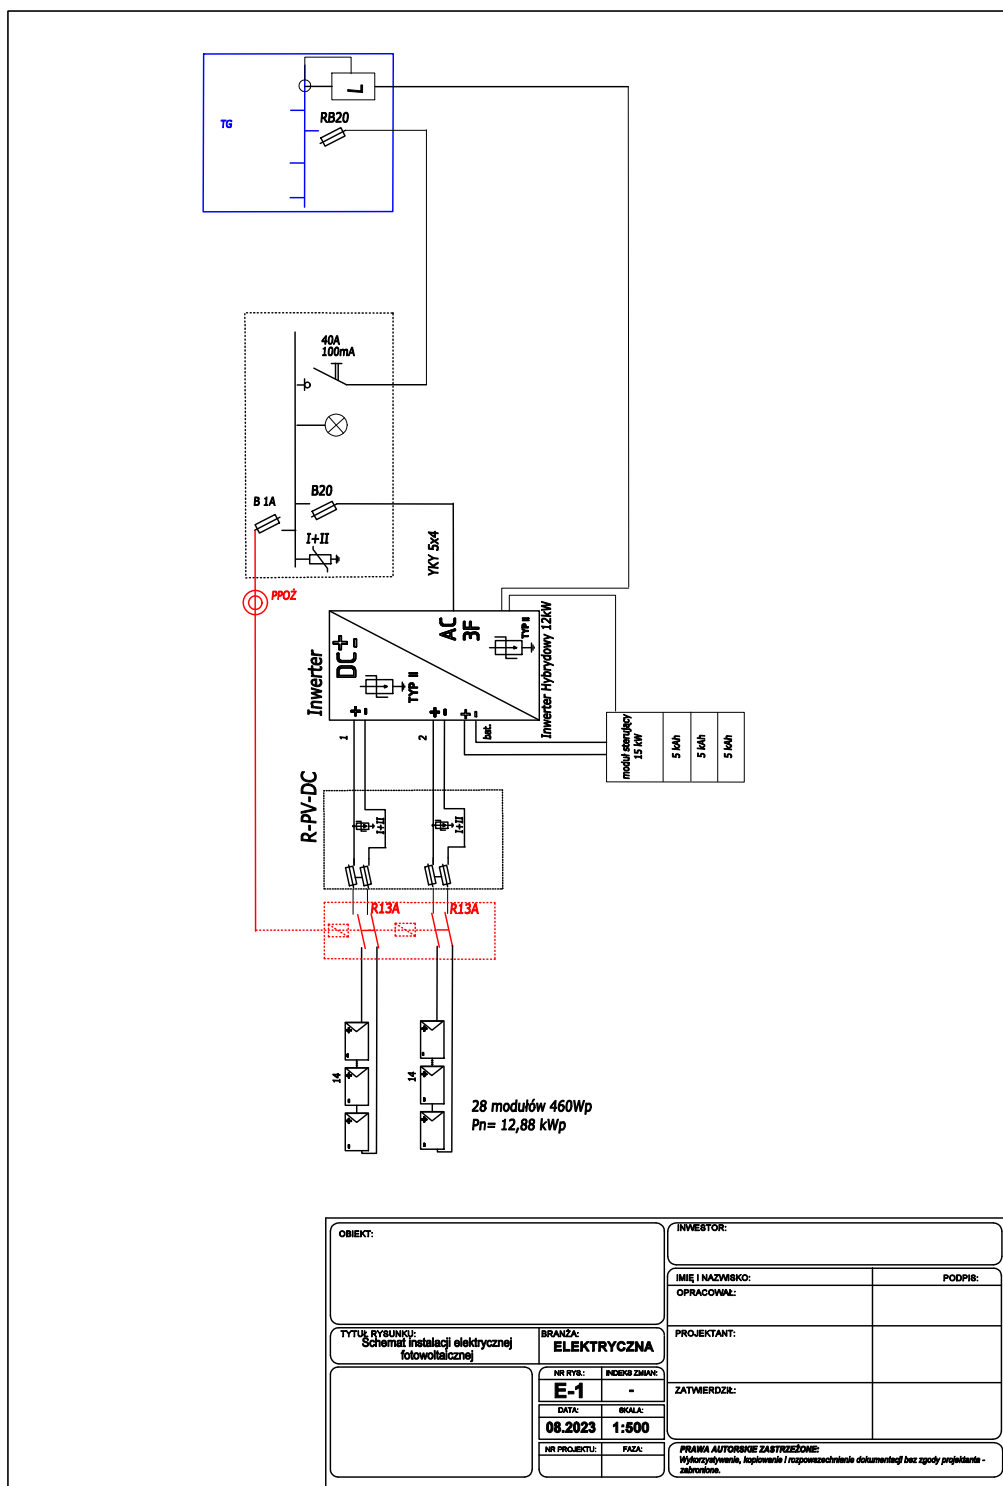 TG
L
RB20
40A
100mA
B 1A
B20
I+II
YKY 5x4
PPOŻ
Inwerter
DC
+
-
AC
3F
TYP II
TYP II
Inwerter Hybrydowy 12kW
+
-
+
-
+
-
1
2
bat.
moduł sterujący
15 kW
5 kAh
5 kAh
5 kAh
R-PV-DC
I+II
I+II
R13A
R13A
14
14
28 modułów 460Wp
Pn= 12,88 kWp
OBIEKT:
INWESTOR:
IMIĘ I NAZWISKO:
PODPIS:
OPRACOWAŁ:
TYTUŁ RYSUNKU:
Schemat instalacji elektrycznej
fotowoltaicznej
BRANŻA:
ELEKTRYCZNA
PROJEKTANT:
NR RYS.:
INDEKS ZMIAN:
E-1
-
ZATWIERDZIŁ:
DATA:
SKALA:
08.2023
1:500
NR PROJEKTU:
FAZA:
PRAWA AUTORSKIE ZASTRZEŻONE:
Wykorzystywanie, kopiowanie i rozpowszechnianie dokumentacji bez zgody projektanta -
zabronione.